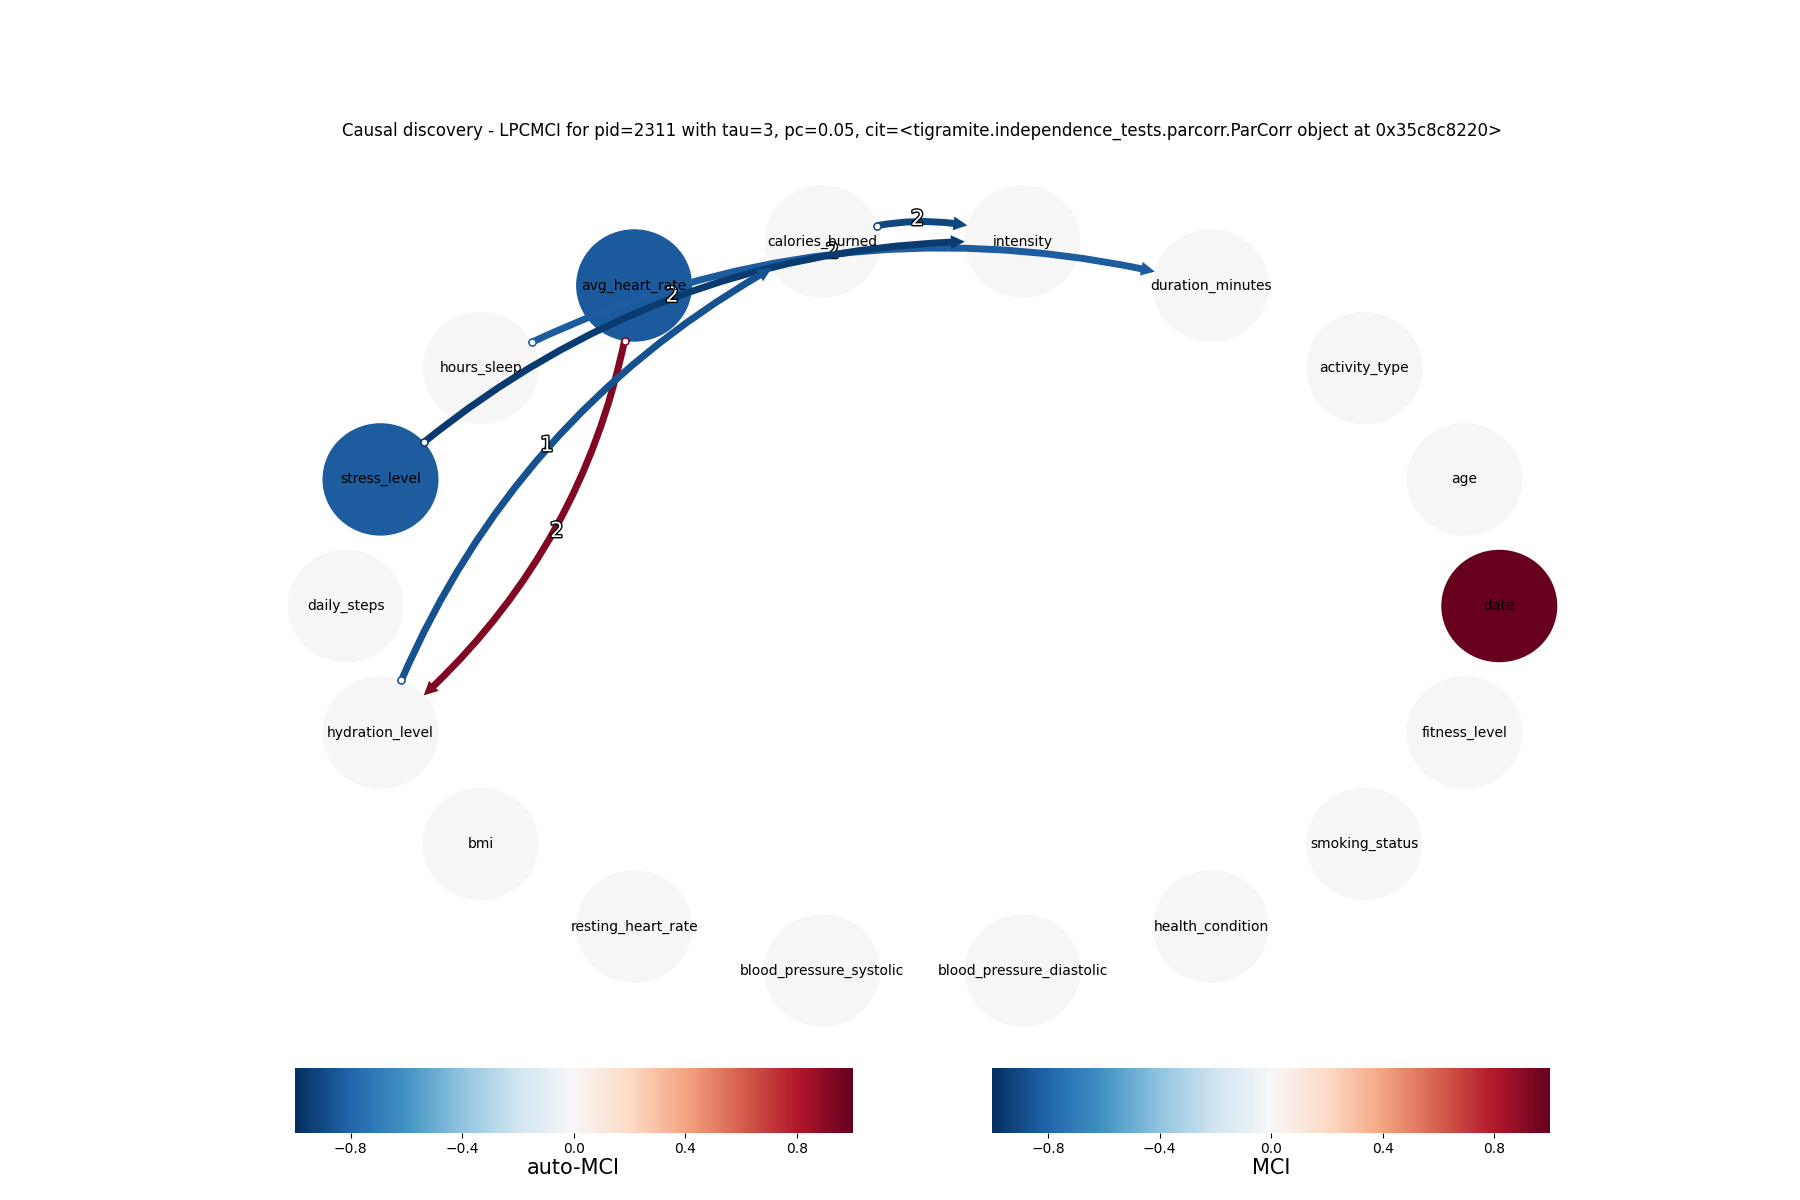 Causal discovery - LPCMCI for pid=2311 with tau=3, pc=0.05, cit=<tigramite.independence_tests.parcorr.ParCorr object at 0x35c8c8220>
2
calories_burned
intensity
2
avg_heart_rate
duration_minutes
2
hours_sleep
activity_type
1
stress_level
age
2
daily_steps
date
hydration_level
fitness_level
bmi
smoking_status
resting_heart_rate
health_condition
blood_pressure_systolic
blood_pressure_diastolic
−0.8 −0.4 0.0 0.4 0.8
auto-MCI
−0.8 −0.4 0.0 0.4 0.8
MCI